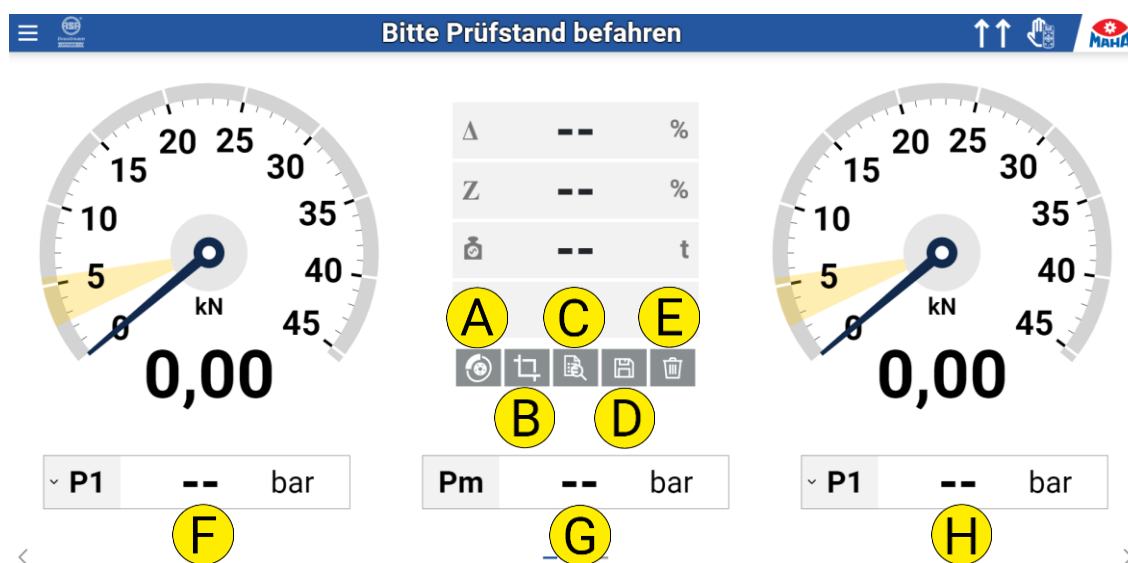 Bitte Prüfstand befahren
MAHA
20 25
15 30
10 35
5 40
0 45
kN
0,00
Δ -- %
Z -- %
-- t
A C E
B D
20 25
15 30
10 35
5 40
0 45
kN
0,00
P1 -- bar
Pm -- bar
P1 -- bar
F G H